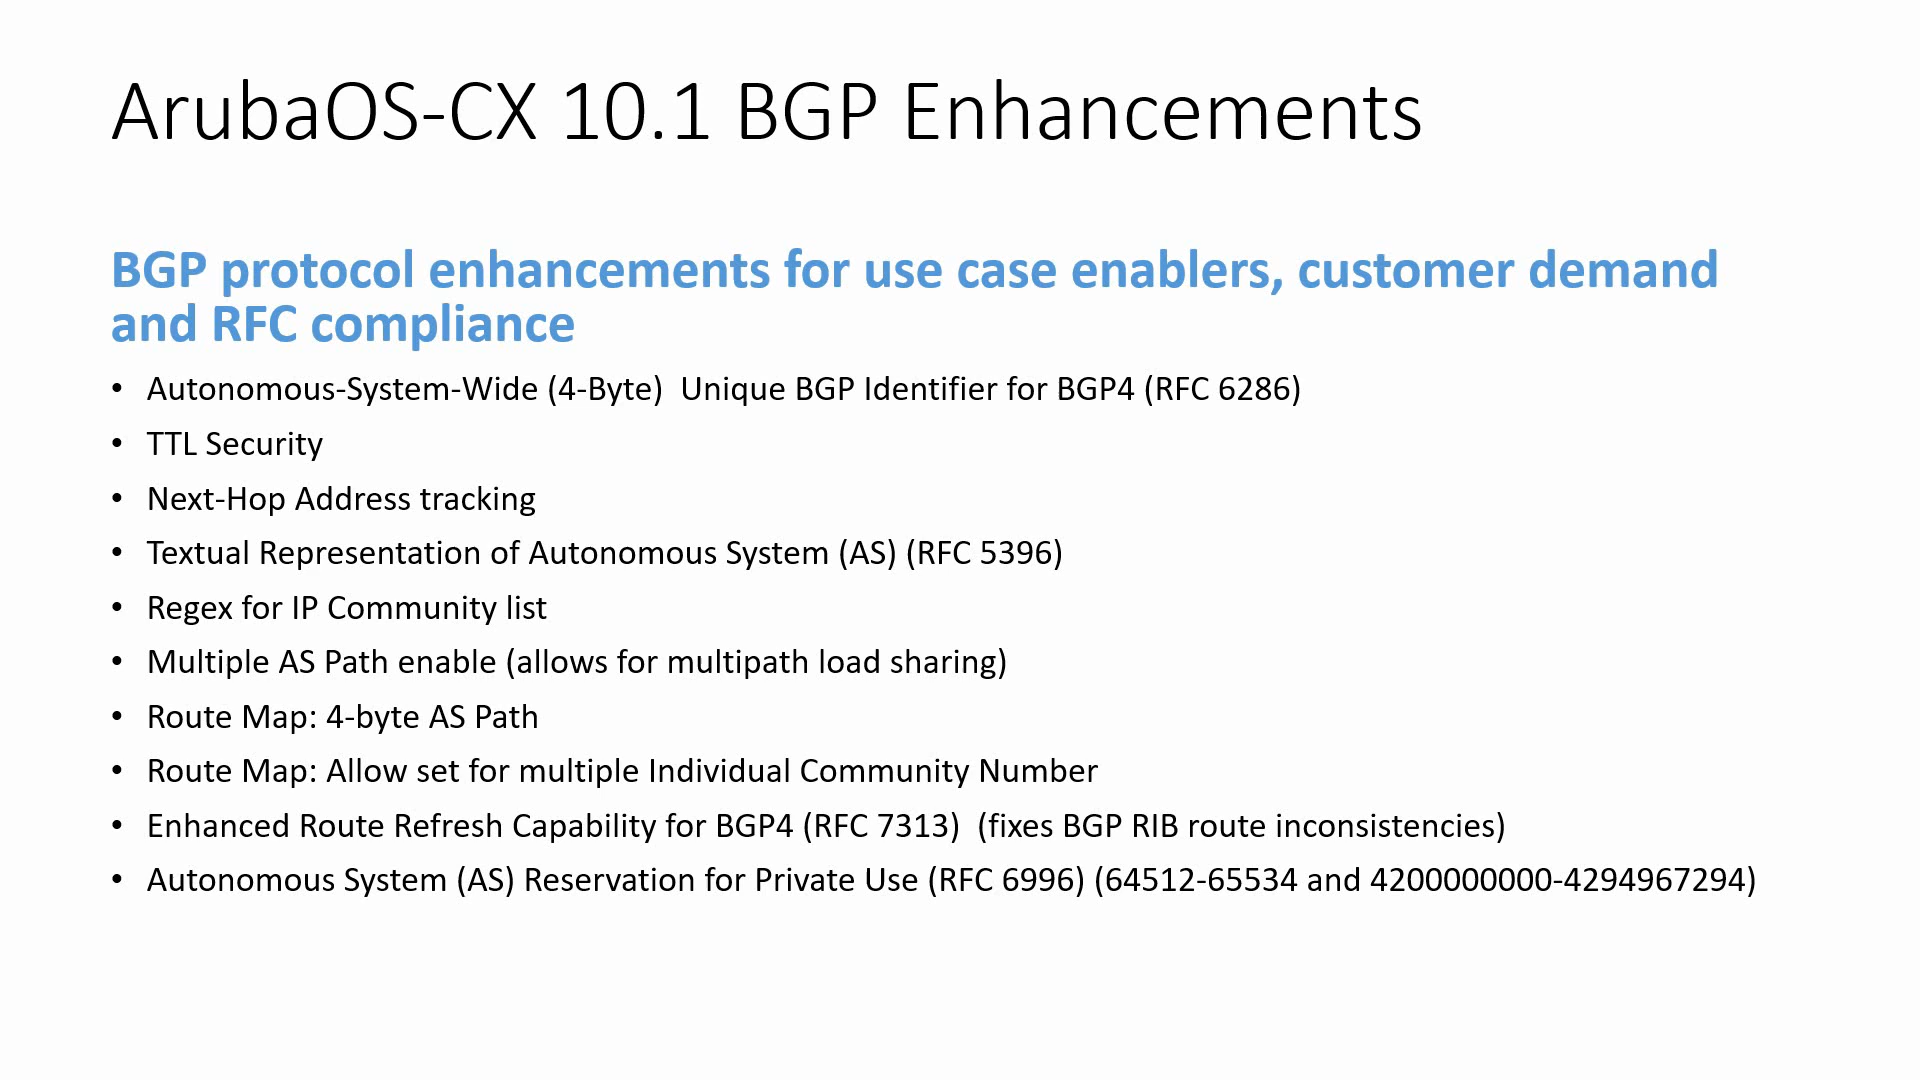 ArubaOS-CX 10.1 BGP Enhancements
BGP protocol enhancements for use case enablers, customer demand
and RFC compliance
• Autonomous-System-Wide (4-Byte)  Unique BGP Identifier for BGP4 (RFC 6286)
• TTL Security
• Next-Hop Address tracking
• Textual Representation of Autonomous System (AS) (RFC 5396)
• Regex for IP Community list
• Multiple AS Path enable (allows for multipath load sharing)
• Route Map: 4-byte AS Path
• Route Map: Allow set for multiple Individual Community Number
• Enhanced Route Refresh Capability for BGP4 (RFC 7313)  (fixes BGP RIB route inconsistencies)
• Autonomous System (AS) Reservation for Private Use (RFC 6996) (64512-65534 and 4200000000-4294967294)